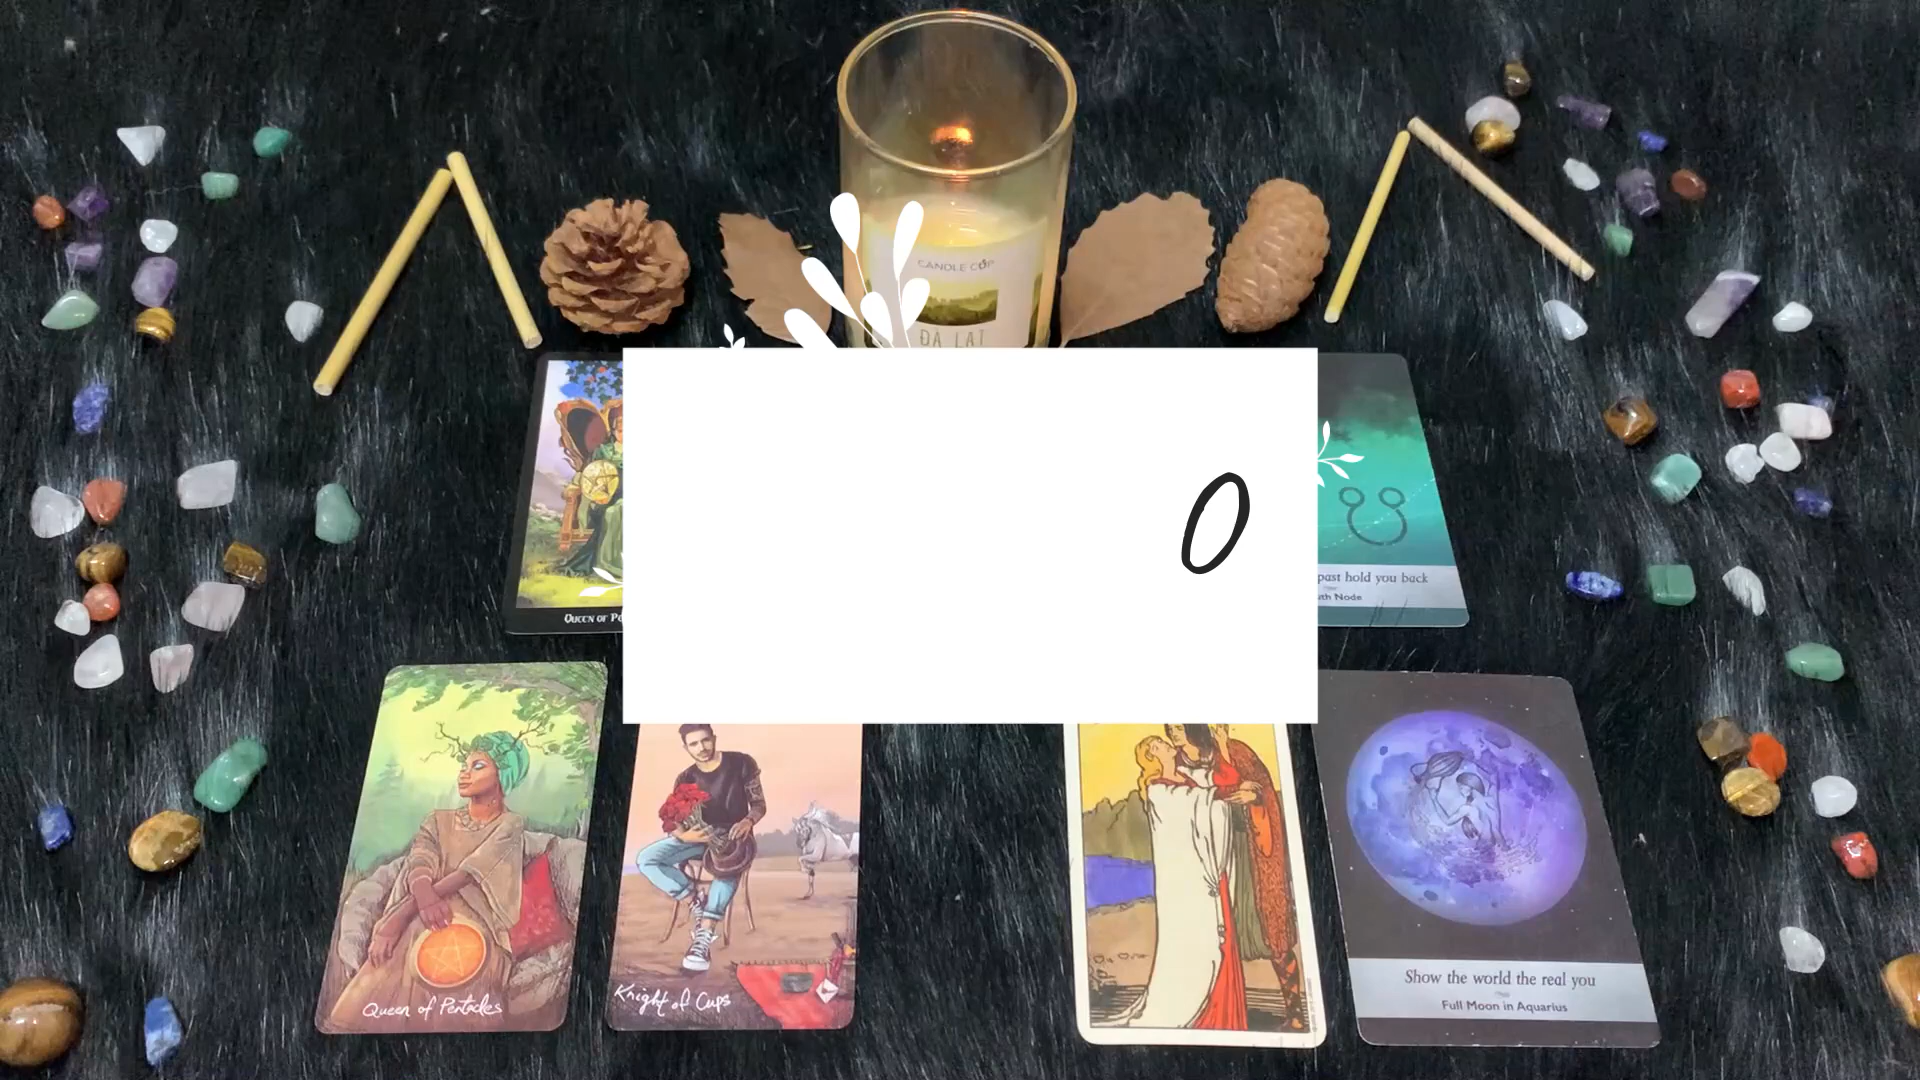 CANDLE CUP
ĐÀ LẠT
0
past hold you back
Node
QUEEN OF
Queen of Pentacles
Knight of Cups
Show the world the real you
Full Moon in Aquarius